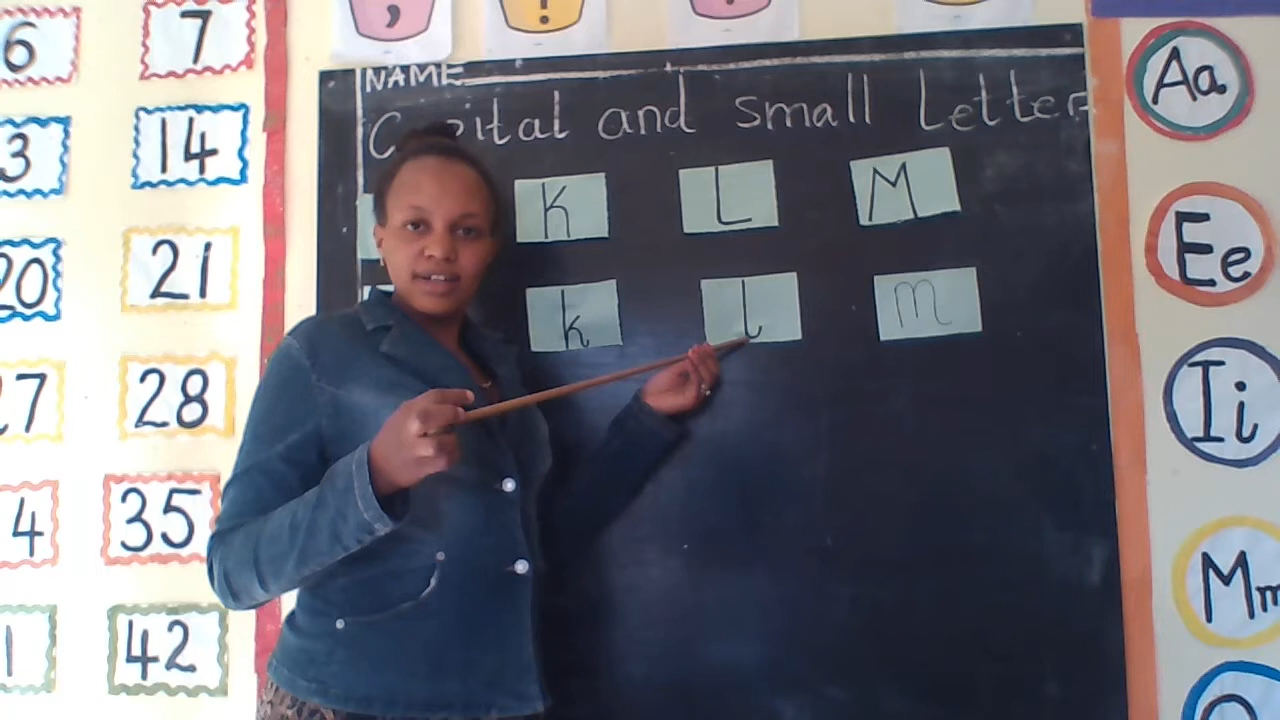 ; ! 
6 7
3 14
20 21
27 28
4 35
1 42
NAME
Capital and small Letter
K L M
k l m
Aa
Ee
Ii
Mm